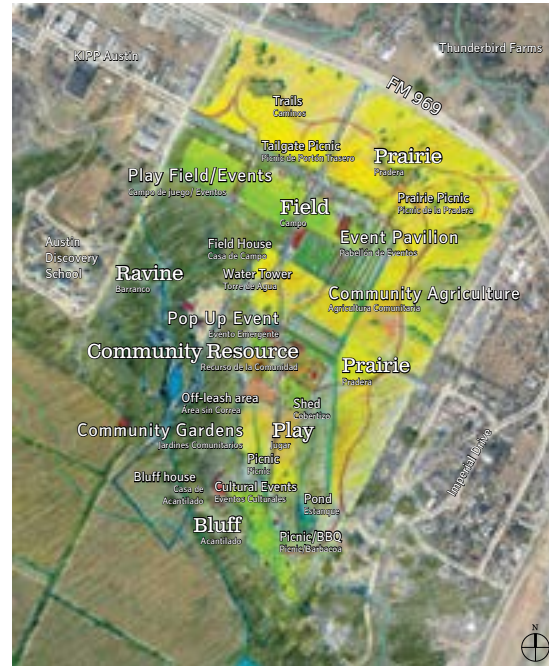 KIPP Austin
Thunderbird Farms
FM 969
Trails
Caminos
Tailgate Picnic
Picnic de Portón Trasero
Prairie
Pradera
Play Field/Events
Campo de juego/ Eventos
Prairie Picnic
Picnic de la Pradera
Field
Campo
Event Pavilion
Pabellón de Eventos
Austin
Discovery
School
Field House
Casa de Campo
Ravine
Barranco
Water Tower
Torre de Agua
Community Agriculture
Agricultura Comunitaria
Pop Up Event
Evento Emergente
Community Resource
Recurso de la Comunidad
Prairie
Pradera
Off-leash area
Área sin Correa
Shed
Cobertizo
Community Gardens
Jardines Comunitarios
Play
Jugar
Imperial Drive
Picnic
Picnic
Bluff house
Casa de
Acantilado
Cultural Events
Eventos Culturales
Pond
Estanque
Bluff
Acantilado
Picnic/BBQ
Picnic/Barbacoa
N